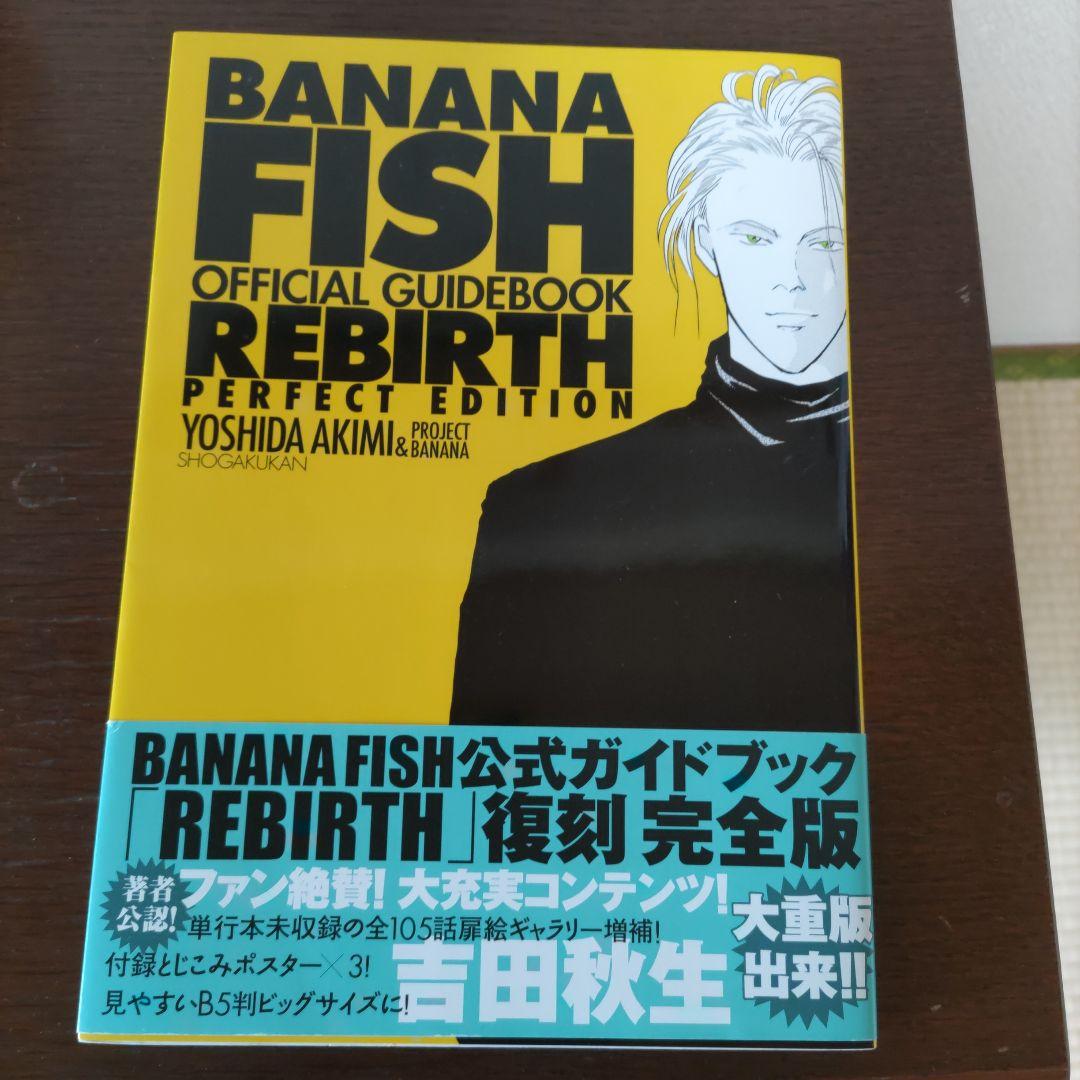 BANANA
FISH
OFFICIAL GUIDEBOOK
REBIRTH
PERFECT EDITION
YOSHIDA AKIMI & PROJECT BANANA
SHOGAKUKAN
BANANA FISH公式ガイドブック
「REBIRTH」復刻 完全版
著者
公認!
ファン絶賛! 大充実コンテンツ!
単行本未収録の全105話扉絵ギャラリー増補!
付録とじこみポスター×3!
見やすいB5判ビッグサイズに!
吉田秋生
大重版
出来!!